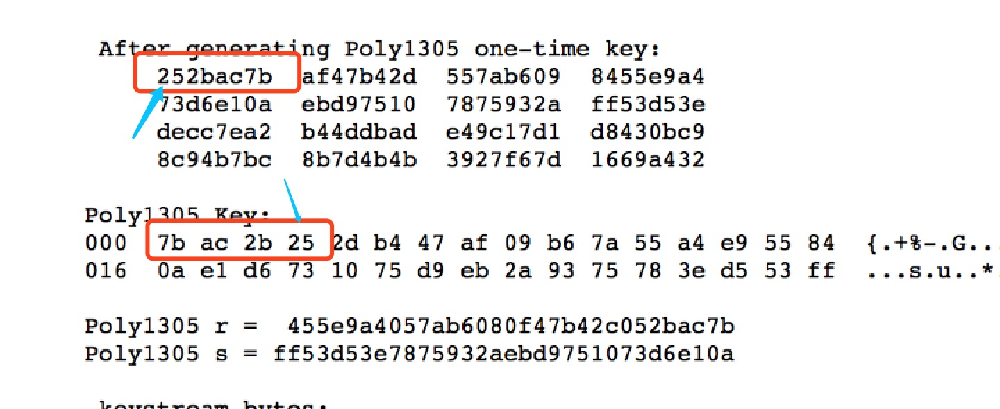 After generating Poly1305 one-time key:
252bac7b af47b42d 557ab609 8455e9a4
73d6e10a ebd97510 7875932a ff53d53e
decc7ea2 b44ddbad e49c17d1 d8430bc9
8c94b7bc 8b7d4b4b 3927f67d 1669a432
Poly1305 Key:
000 7b ac 2b 25 2d b4 47 af 09 b6 7a 55 a4 e9 55 84 {.+%-.G..
016 0a e1 d6 73 10 75 d9 eb 2a 93 75 78 3e d5 53 ff ...s.u..*
Poly1305 r = 455e9a4057ab6080f47b42c052bac7b
Poly1305 s = ff53d53e7875932aebd9751073d6e10a
keystream bytes: